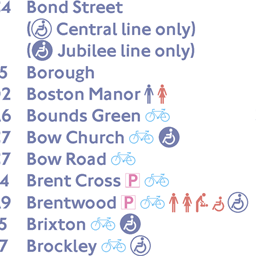 4 Bond Street
( Central line only)
( Jubilee line only)
5 Borough
2 Boston Manor
6 Bounds Green
7 Bow Church
7 Bow Road
4 Brent Cross P
9 Brentwood P
5 Brixton
7 Brockley